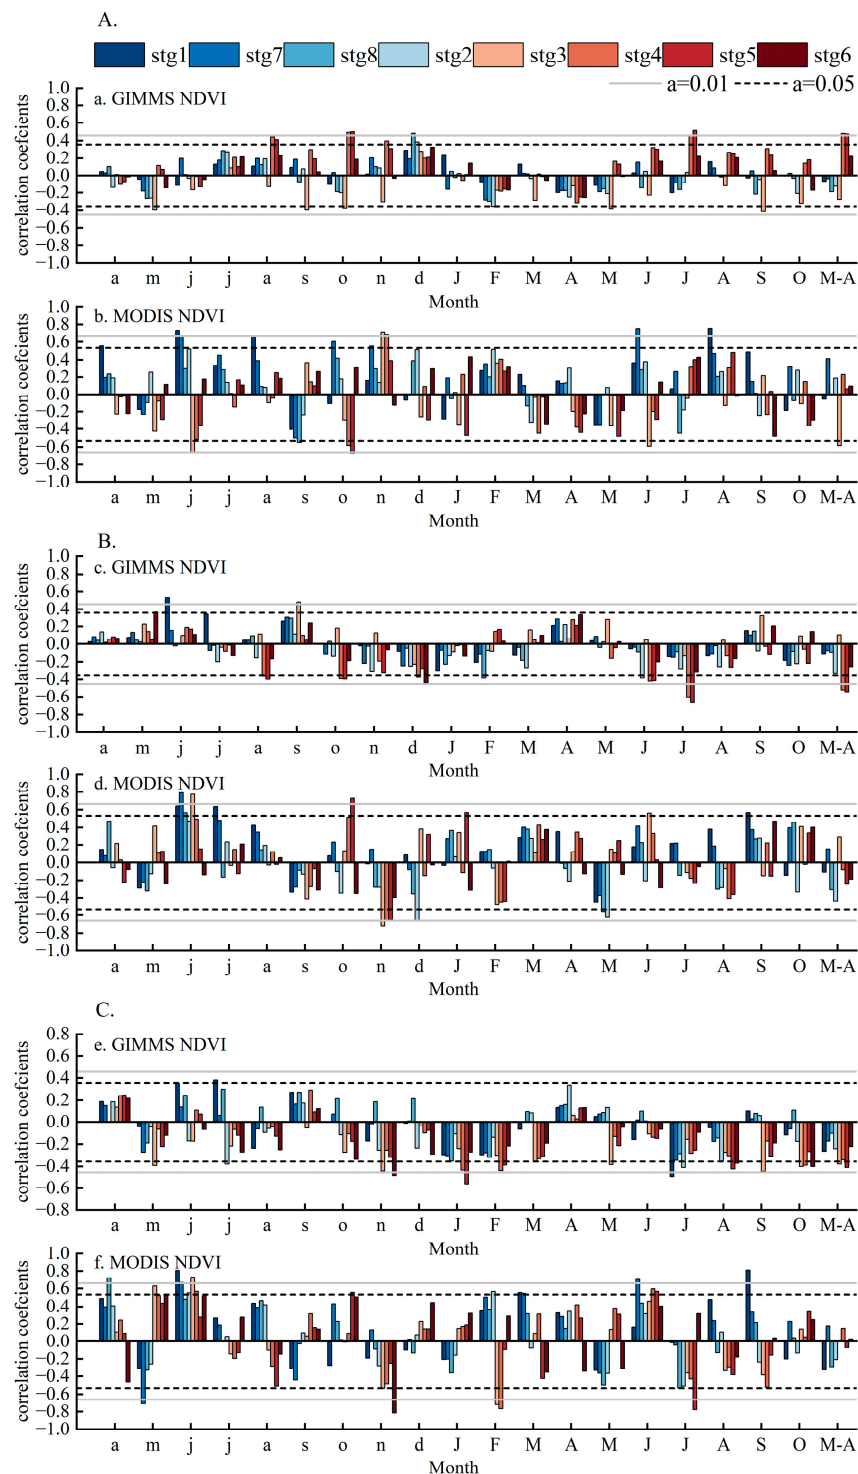 A.
stg1 stg7 stg8 stg2 stg3 stg4 stg5 stg6
a=0.01 a=0.05
a. GIMMS NDVI
correlation coefcients
1.0
0.8
0.6
0.4
0.2
0.0
−0.2
−0.4
−0.6
−0.8
−1.0
a m j j a s o n d J F M A M J J A S O M-A
Month
b. MODIS NDVI
correlation coefcients
1.0
0.8
0.6
0.4
0.2
0.0
−0.2
−0.4
−0.6
−0.8
−1.0
a m j j a s o n d J F M A M J J A S O M-A
Month
B.
c. GIMMS NDVI
correlation coefcients
1.0
0.8
0.6
0.4
0.2
0.0
−0.2
−0.4
−0.6
−0.8
−1.0
a m j j a s o n d J F M A M J J A S O M-A
Month
d. MODIS NDVI
correlation coefcients
1.0
0.8
0.6
0.4
0.2
0.0
−0.2
−0.4
−0.6
−0.8
−1.0
a m j j a s o n d J F M A M J J A S O M-A
Month
C.
e. GIMMS NDVI
correlation coefcients
0.8
0.6
0.4
0.2
0.0
−0.2
−0.4
−0.6
−0.8
a m j j a s o n d J F M A M J J A S O M-A
Month
f. MODIS NDVI
correlation coefcients
1.0
0.8
0.6
0.4
0.2
0.0
−0.2
−0.4
−0.6
−0.8
−1.0
a m j j a s o n d J F M A M J J A S O M-A
Month